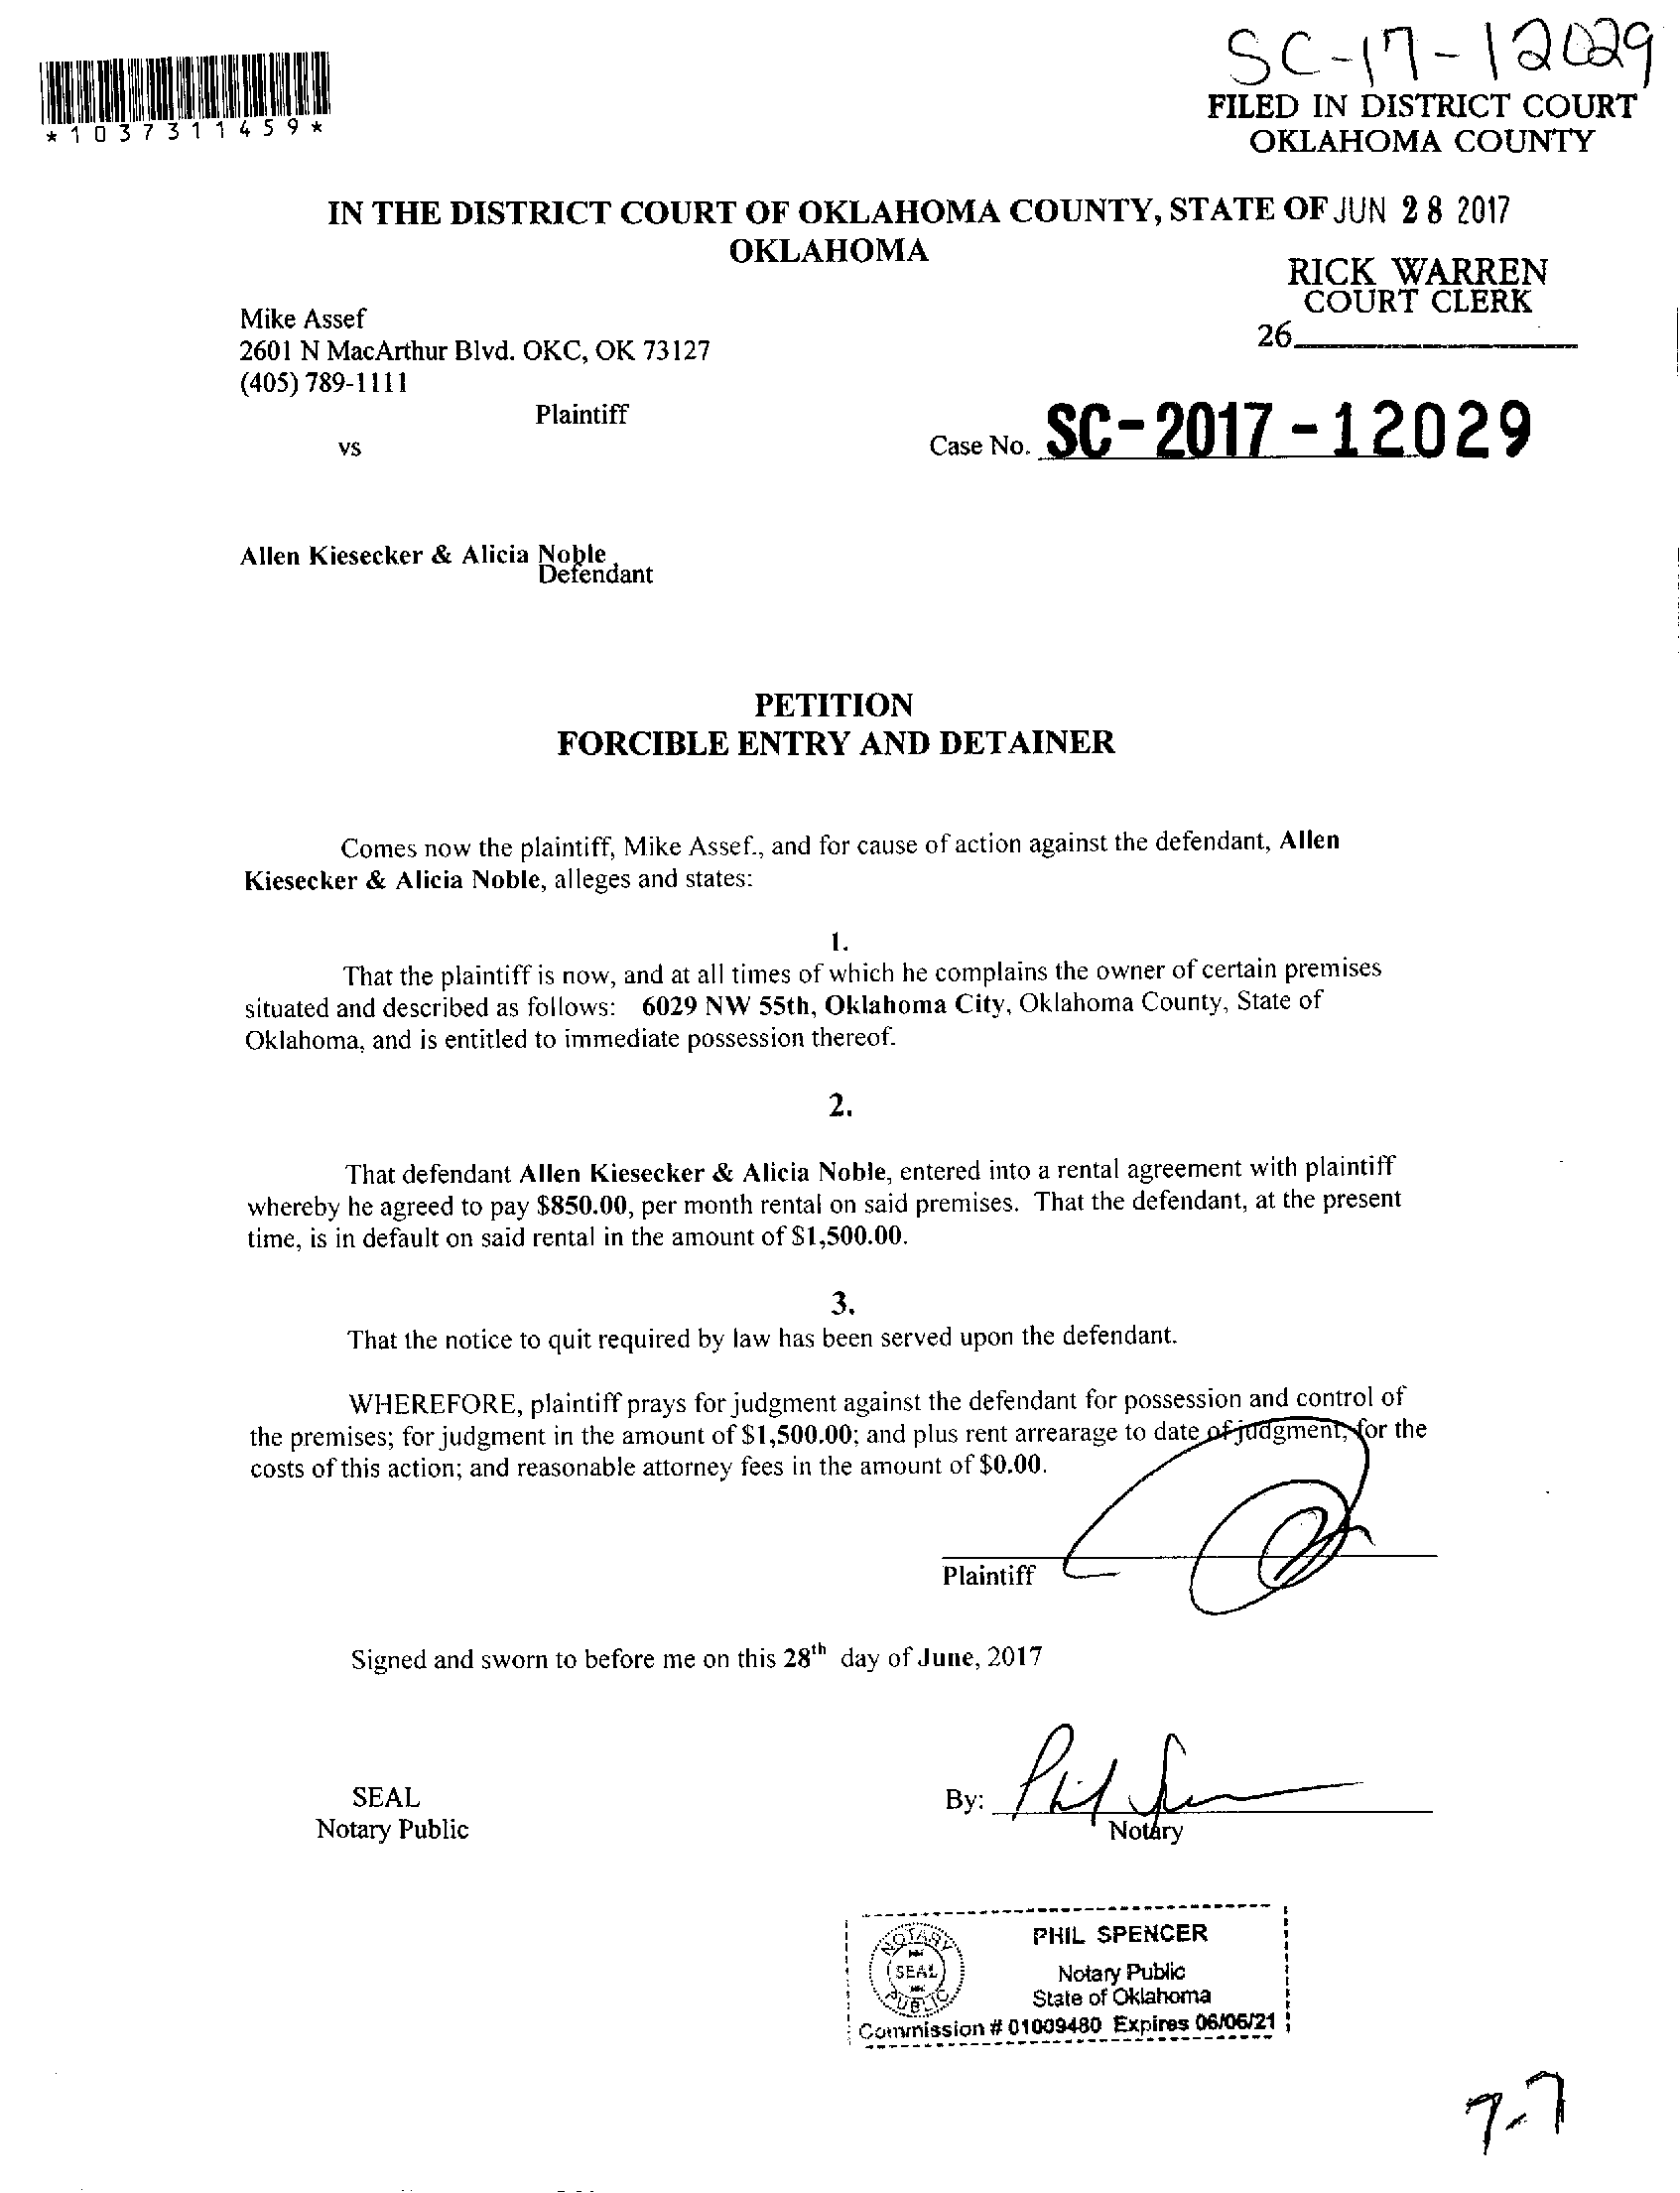 SC-17-12029
*1037311459*
FILED IN DISTRICT COURT
OKLAHOMA COUNTY
IN THE DISTRICT COURT OF OKLAHOMA COUNTY, STATE OF JUN 28 2017
OKLAHOMA
RICK WARREN
COURT CLERK
26
Mike Assef
2601 N MacArthur Blvd. OKC, OK 73127
(405) 789-1111
Plaintiff
vs
Case No. SC-2017-12029
Allen Kiesecker & Alicia Noble
Defendant
PETITION
FORCIBLE ENTRY AND DETAINER
Comes now the plaintiff, Mike Assef., and for cause of action against the defendant, Allen
Kiesecker & Alicia Noble, alleges and states:
1.
That the plaintiff is now, and at all times of which he complains the owner of certain premises
situated and described as follows: 6029 NW 55th, Oklahoma City, Oklahoma County, State of
Oklahoma, and is entitled to immediate possession thereof.
2.
That defendant Allen Kiesecker & Alicia Noble, entered into a rental agreement with plaintiff
whereby he agreed to pay $850.00, per month rental on said premises. That the defendant, at the present
time, is in default on said rental in the amount of $1,500.00.
3.
That the notice to quit required by law has been served upon the defendant.
WHEREFORE, plaintiff prays for judgment against the defendant for possession and control of
the premises; for judgment in the amount of $1,500.00; and plus rent arrearage to date of judgment, for the
costs of this action; and reasonable attorney fees in the amount of $0.00.
Plaintiff
Signed and sworn to before me on this 28th day of June, 2017
SEAL
Notary Public
By: Phil Spencer
Notary
NOTARY
SEAL
PUBLIC
PHIL SPENCER
Notary Public
State of Oklahoma
Commission # 01009480 Expires 06/06/21
7-7